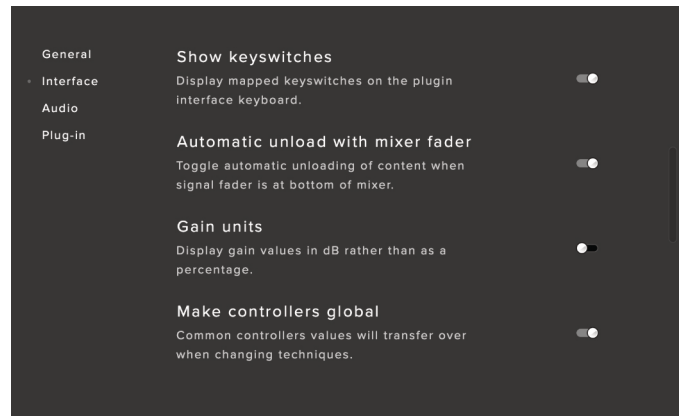 General
Interface
Audio
Plug-in
Show keyswitches
Display mapped keyswitches on the plugin
interface keyboard.
Automatic unload with mixer fader
Toggle automatic unloading of content when
signal fader is at bottom of mixer.
Gain units
Display gain values in dB rather than as a
percentage.
Make controllers global
Common controllers values will transfer over
when changing techniques.